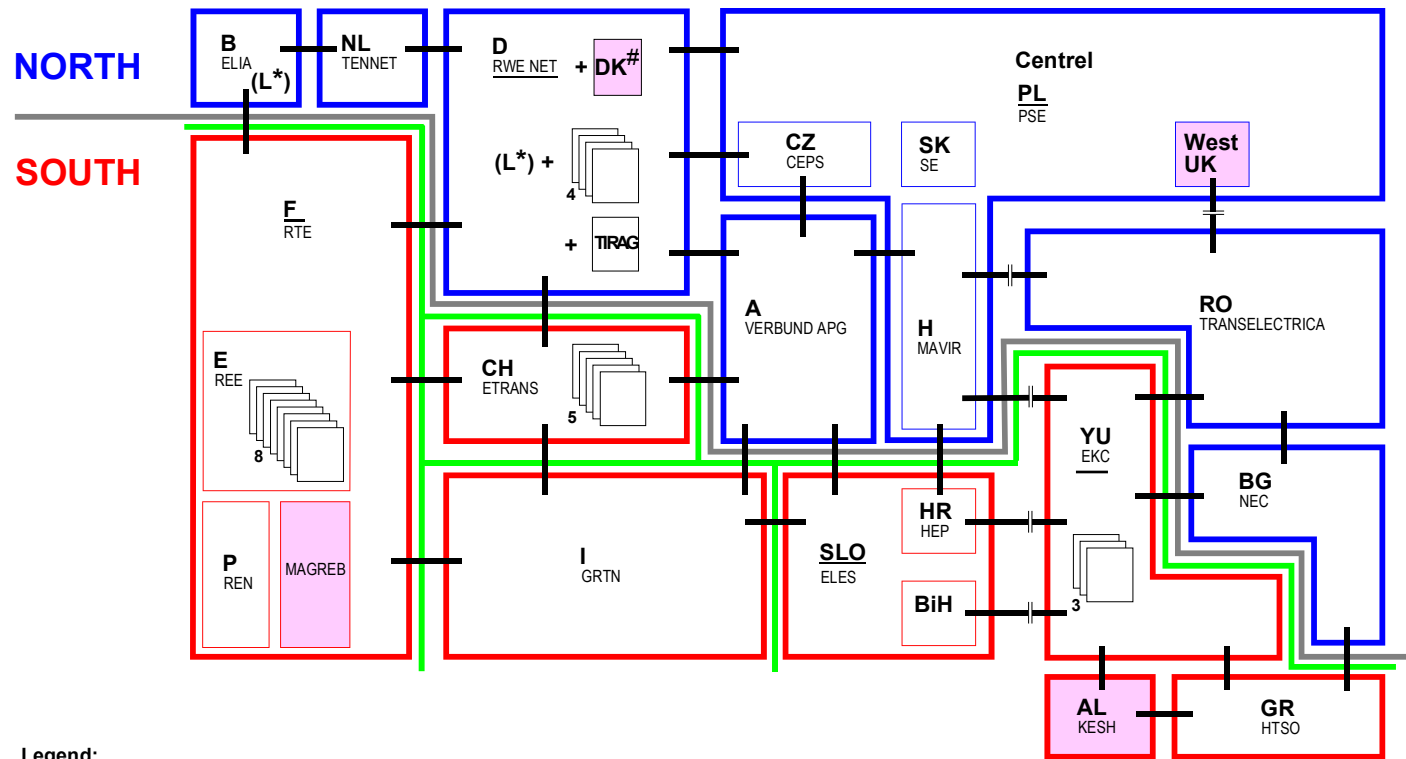 NORTH
SOUTH
B
ELIA
(L*)
NL
TENNET
D
RWE NET
+
DK#
(L*) +
4
+
TIRAG
Centrel
PL
PSE
CZ
CEPS
SK
SE
West
UK
F
RTE
E
REE
8
P
REN
MAGREB
CH
ETRANS
5
A
VERBUND APG
H
MAVIR
RO
TRANSELECTRICA
YU
EKC
3
BG
NEC
I
GRTN
SLO
ELES
HR
HEP
BiH
AL
KESH
GR
HTSO
Legend: